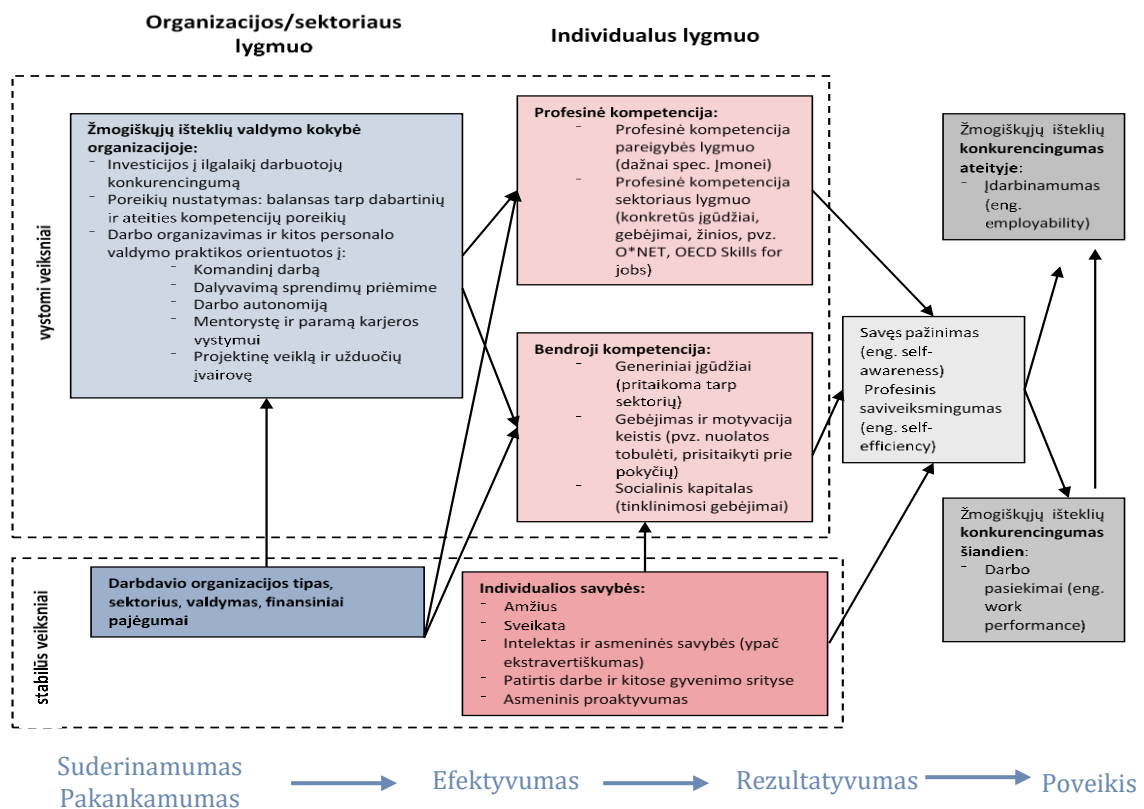 Organizacijos/sektoriaus
lygmuo
Individualus lygmuo
vystomi veiksniai
Žmogiškųjų išteklių valdymo kokybė
organizacijoje:
- Investicijos į ilgalaikį darbuotojų
konkurencingumą
- Poreikių nustatymas: balansas tarp dabartinių
ir ateities kompetencijų poreikių
- Darbo organizavimas ir kitos personalo
valdymo praktikos orientuotos į:
- Komandinį darbą
- Dalyvavimą sprendimų priėmime
- Darbo autonomiją
- Mentorystę ir paramą karjeros
vystymui
- Projektinę veiklą ir užduočių
įvairovę
Profesinė kompetencija:
- Profesinė kompetencija
pareigybės lygmuo
(dažnai spec. Įmonei)
- Profesinė kompetencija
sektoriaus lygmuo
(konkretūs įgūdžiai,
gebėjimai, žinios, pvz.
O*NET, OECD Skills for
jobs)
Bendroji kompetencija:
- Generiniai įgūdžiai
(pritaikoma tarp
sektorių)
- Gebėjimas ir motyvacija
keistis (pvz. nuolatos
tobulėti, prisitaikyti prie
pokyčių)
- Socialinis kapitalas
(tinklinimosi gebėjimai)
Savęs pažinimas
(eng. self-
awareness)
Profesinis
saviveiksmingumas
(eng. self-
efficiency)
Žmogiškųjų išteklių
konkurencingumas
ateityje:
- Įdarbinamumas
(eng.
employability)
Žmogiškųjų išteklių
konkurencingumas
šiandien:
- Darbo
pasiekimai (eng.
work
performance)
stabilūs veiksniai
Darbdavio organizacijos tipas,
sektorius, valdymas, finansiniai
pajėgumai
Individualios savybės:
- Amžius
- Sveikata
- Intelektas ir asmeninės savybės (ypač
ekstravertiškumas)
- Patirtis darbe ir kitose gyvenimo srityse
- Asmeninis proaktyvumas
Suderinamumas
Pakankamumas
Efektyvumas
Rezultatyvumas
Poveikis